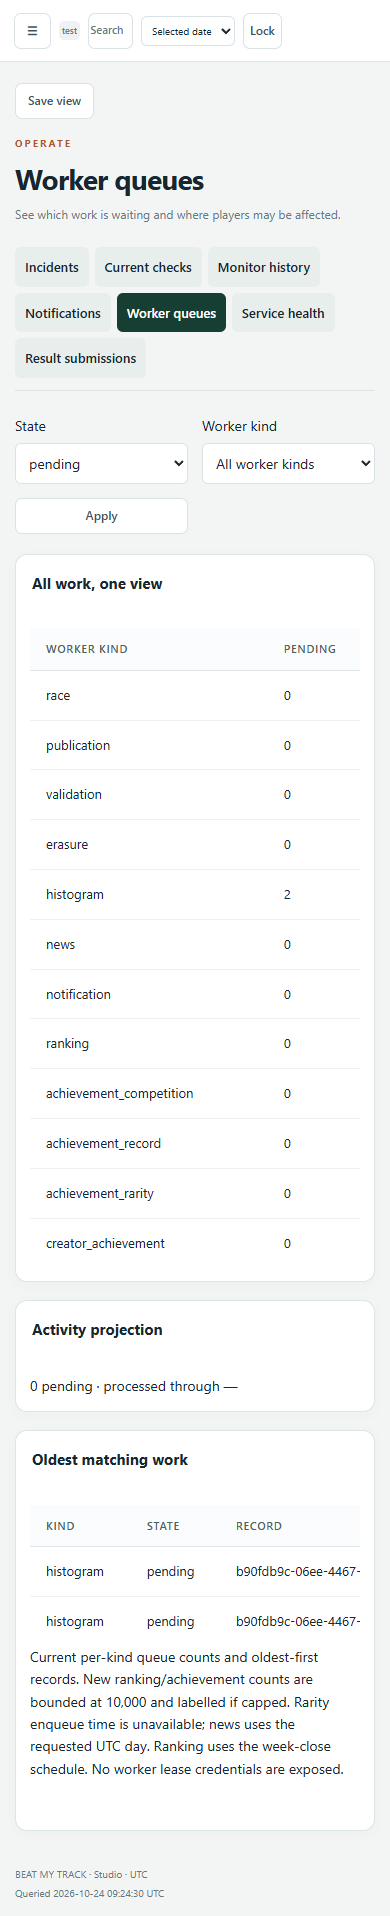 ☰ test Search Selected date Lock
Save view
OPERATE
Worker queues
See which work is waiting and where players may be affected.
Incidents Current checks Monitor history
Notifications Worker queues Service health
Result submissions
State Worker kind
pending All worker kinds
Apply
All work, one view
WORKER KIND PENDING
race 0
publication 0
validation 0
erasure 0
histogram 2
news 0
notification 0
ranking 0
achievement_competition 0
achievement_record 0
achievement_rarity 0
creator_achievement 0
Activity projection
0 pending · processed through —
Oldest matching work
KIND STATE RECORD
histogram pending b90fdb9c-06ee-4467-
histogram pending b90fdb9c-06ee-4467-
Current per-kind queue counts and oldest-first
records. New ranking/achievement counts are
bounded at 10,000 and labelled if capped. Rarity
enqueue time is unavailable; news uses the
requested UTC day. Ranking uses the week-close
schedule. No worker lease credentials are exposed.
BEAT MY TRACK · Studio · UTC
Queried 2026-10-24 09:24:30 UTC